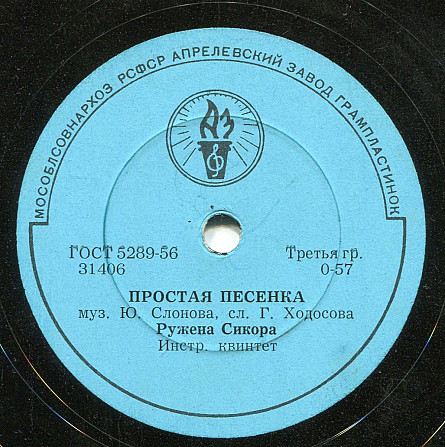 МОСОБЛСОВНАРХОЗ РСФСР АПРЕЛЕВСКИЙ ЗАВОД ГРАМПЛАСТИНОК
АЗ
ГОСТ 5289-56 Третья гр.
31406 0-57
ПРОСТАЯ ПЕСЕНКА
муз. Ю. Слонова, сл. Г. Ходосова
Ружена Сикора
Инстр. квинтет